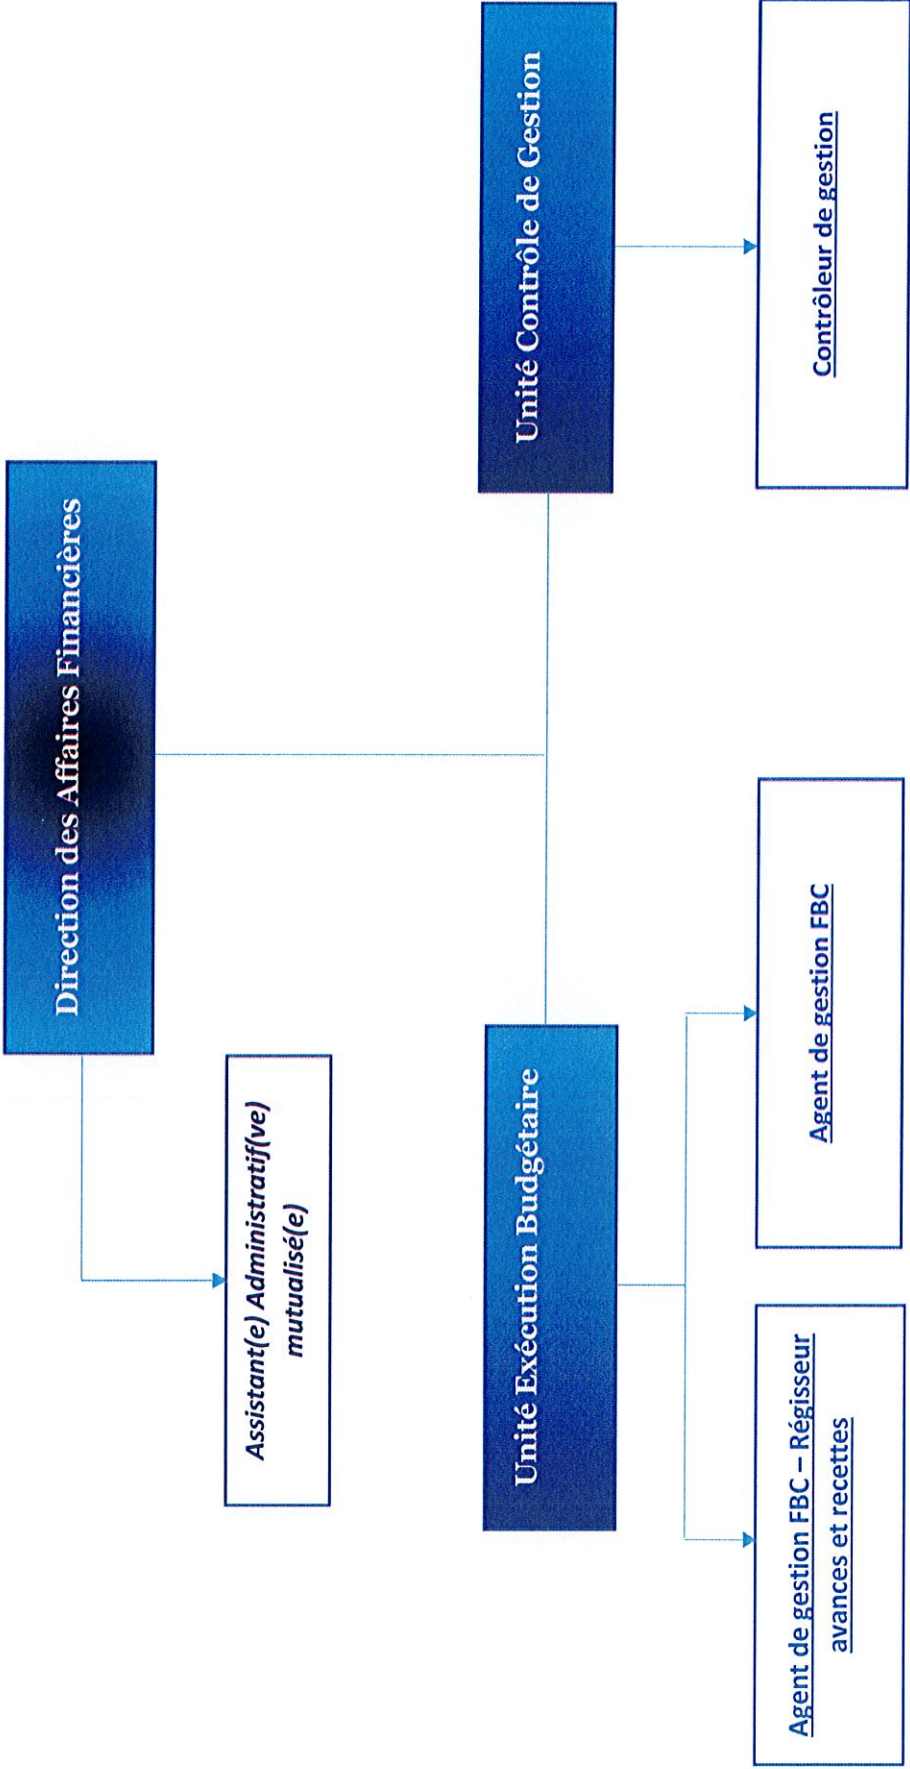 Direction des Affaires Financières
Assistant(e) Administratif(ve)
mutualisé(e)
Unité Exécution Budgétaire
Unité Contrôle de Gestion
Agent de gestion FBC – Régisseur
avances et recettes
Agent de gestion FBC
Contrôleur de gestion